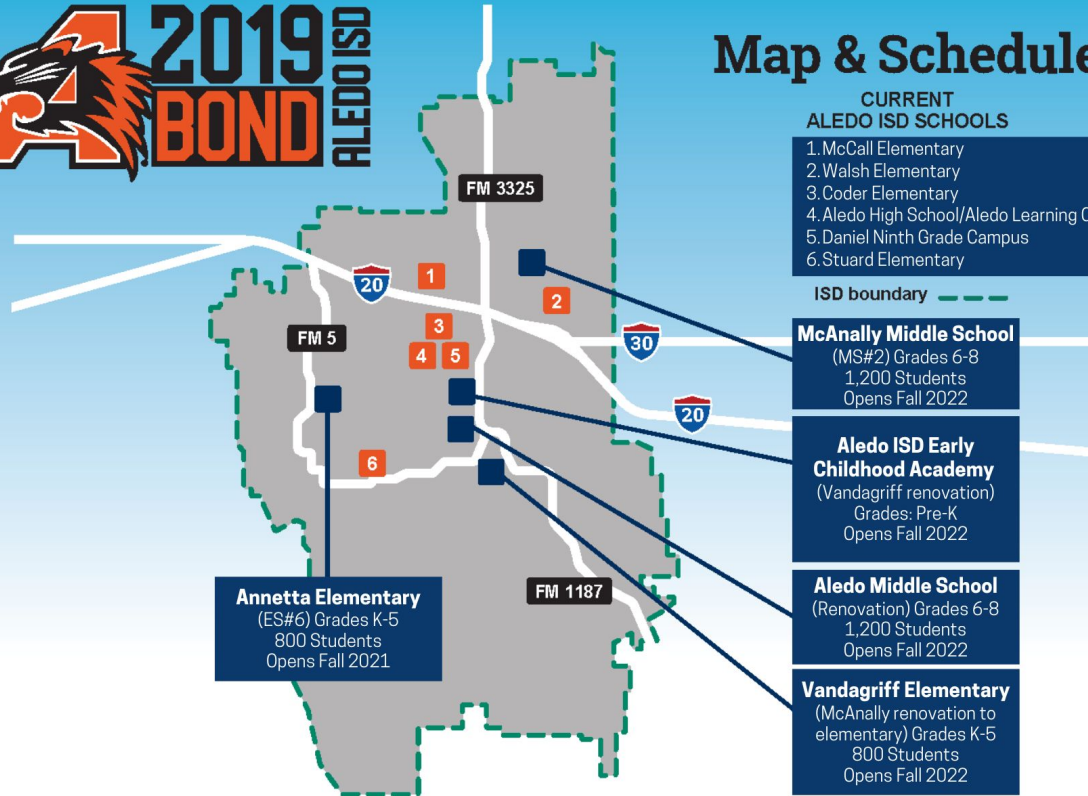 2019
BOND
ALEDO ISD
Map & Schedule
CURRENT
ALEDO ISD SCHOOLS
1. McCall Elementary
2. Walsh Elementary
3. Coder Elementary
4. Aledo High School/Aledo Learning
5. Daniel Ninth Grade Campus
6. Stuard Elementary
ISD boundary
FM 3325
20
1
2
3
4
5
FM 5
30
20
6
FM 1187
McAnally Middle School
(MS#2) Grades 6-8
1,200 Students
Opens Fall 2022
Aledo ISD Early
Childhood Academy
(Vandagriff renovation)
Grades: Pre-K
Opens Fall 2022
Aledo Middle School
(Renovation) Grades 6-8
1,200 Students
Opens Fall 2022
Vandagriff Elementary
(McAnally renovation to
elementary) Grades K-5
800 Students
Opens Fall 2022
Annetta Elementary
(ES#6) Grades K-5
800 Students
Opens Fall 2021